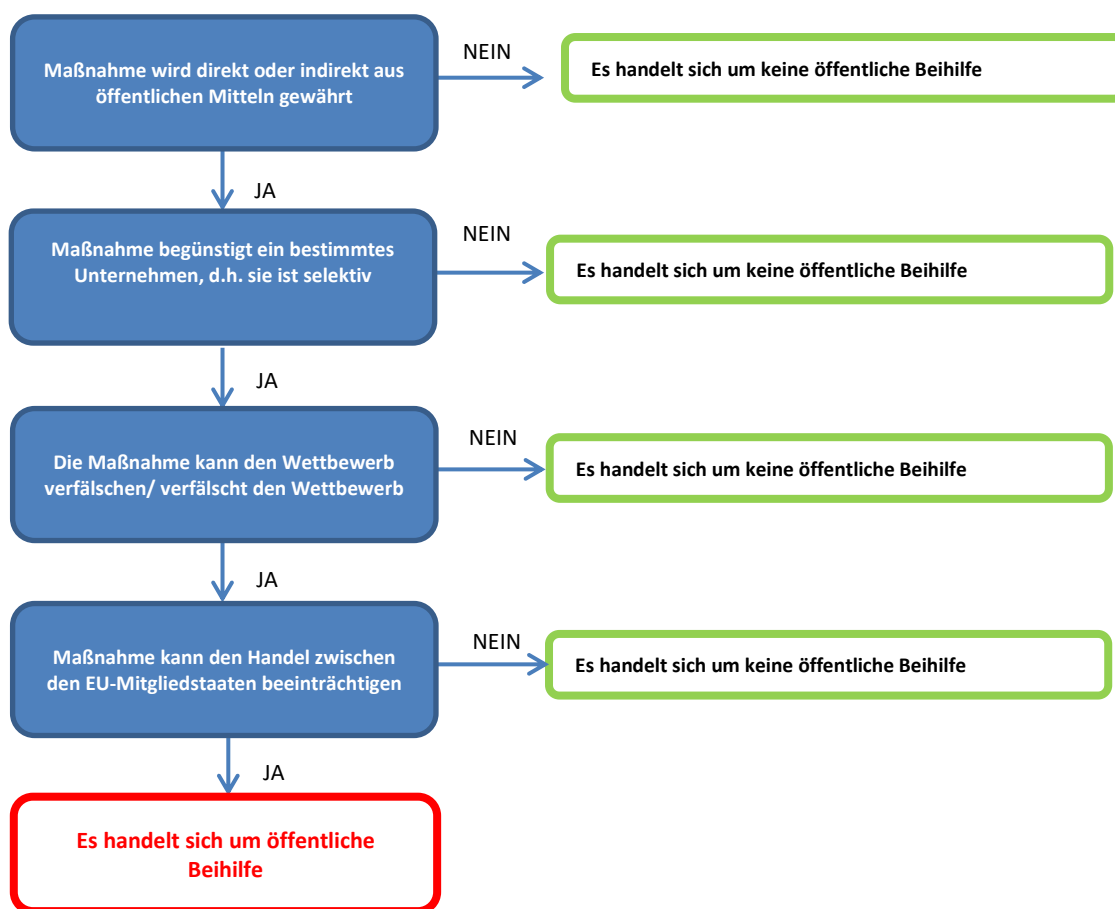 Maßnahme wird direkt oder indirekt aus
öffentlichen Mitteln gewährt
NEIN
Es handelt sich um keine öffentliche Beihilfe
JA
Maßnahme begünstigt ein bestimmtes
Unternehmen, d.h. sie ist selektiv
NEIN
Es handelt sich um keine öffentliche Beihilfe
JA
Die Maßnahme kann den Wettbewerb
verfälschen/ verfälscht den Wettbewerb
NEIN
Es handelt sich um keine öffentliche Beihilfe
JA
Maßnahme kann den Handel zwischen
den EU-Mitgliedstaaten beeinträchtigen
NEIN
Es handelt sich um keine öffentliche Beihilfe
JA
Es handelt sich um öffentliche
Beihilfe